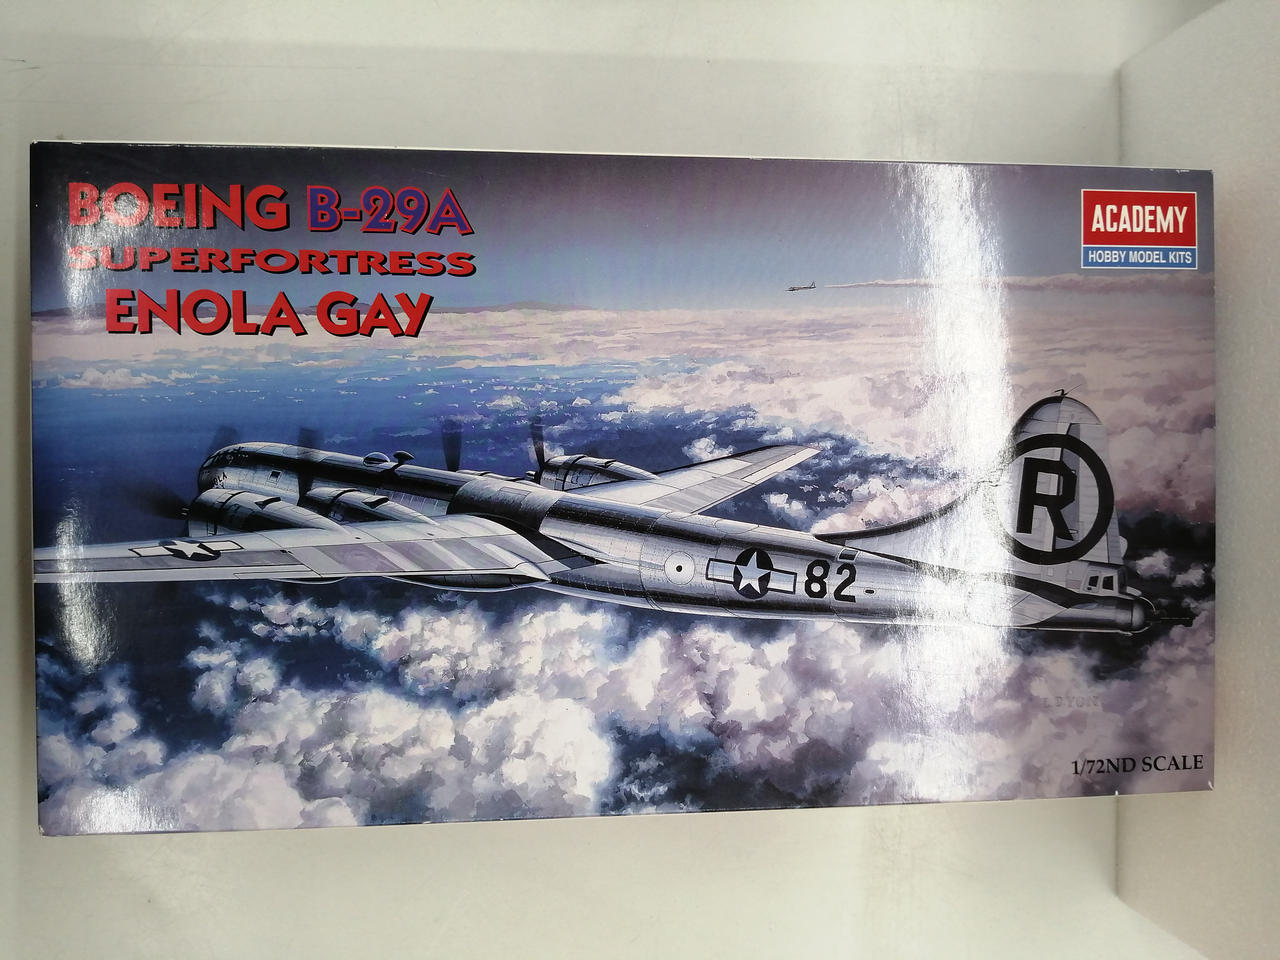 BOEING B-29A
SUPERFORTRESS
ENOLA GAY
ACADEMY
HOBBY MODEL KITS
R
82
1/72ND SCALE